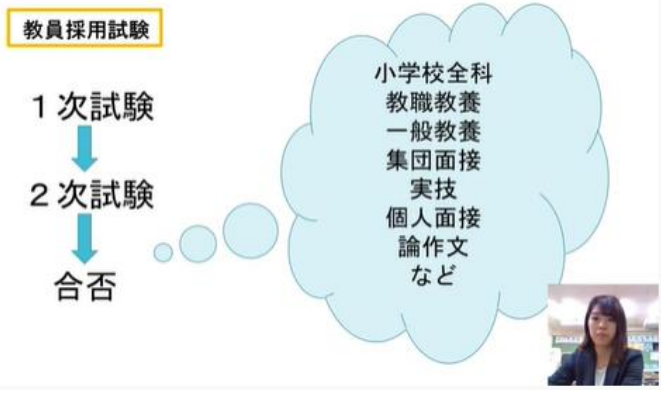 教員採用試験
１次試験
２次試験
合否
小学校全科
教職教養
一般教養
集団面接
実技
個人面接
論作文
など